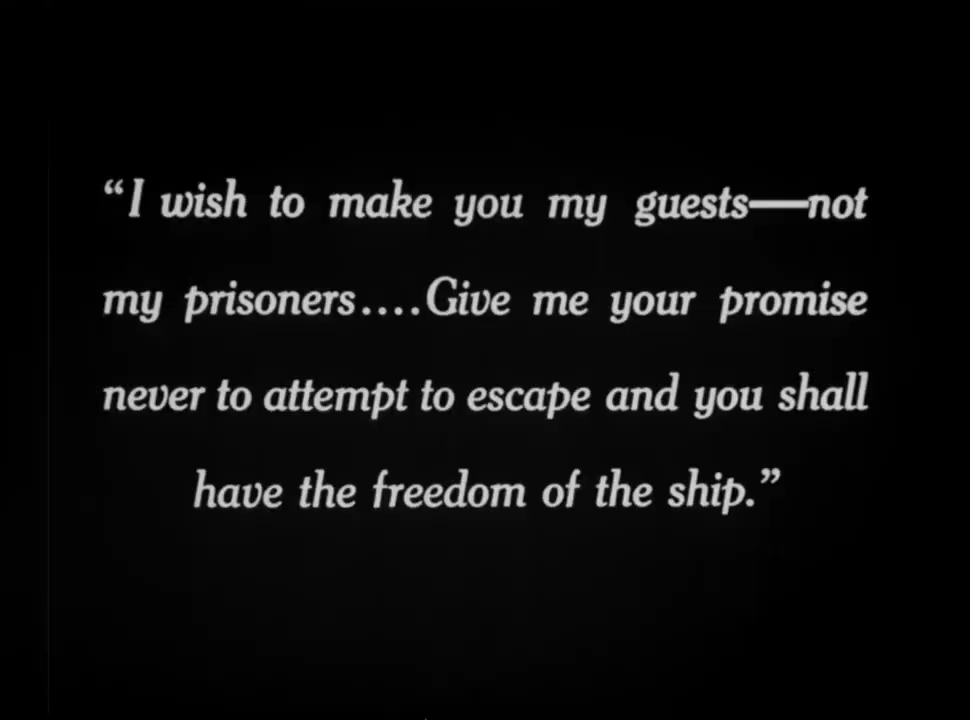 “I wish to make you my guests—not
my prisoners....Give me your promise
never to attempt to escape and you shall
have the freedom of the ship.”